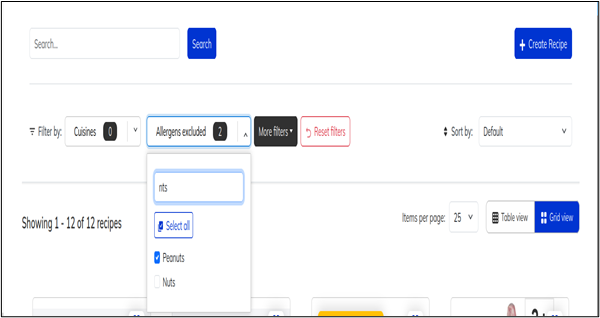 Search...
Search
Create Recipe
Filter by:
Cuisines 0
Allergens excluded 2
More filters
Reset filters
Sort by:
Default
nts
Select all
Peanuts
Nuts
Showing 1 - 12 of 12 recipes
Items per page:
25
Table view
Grid view